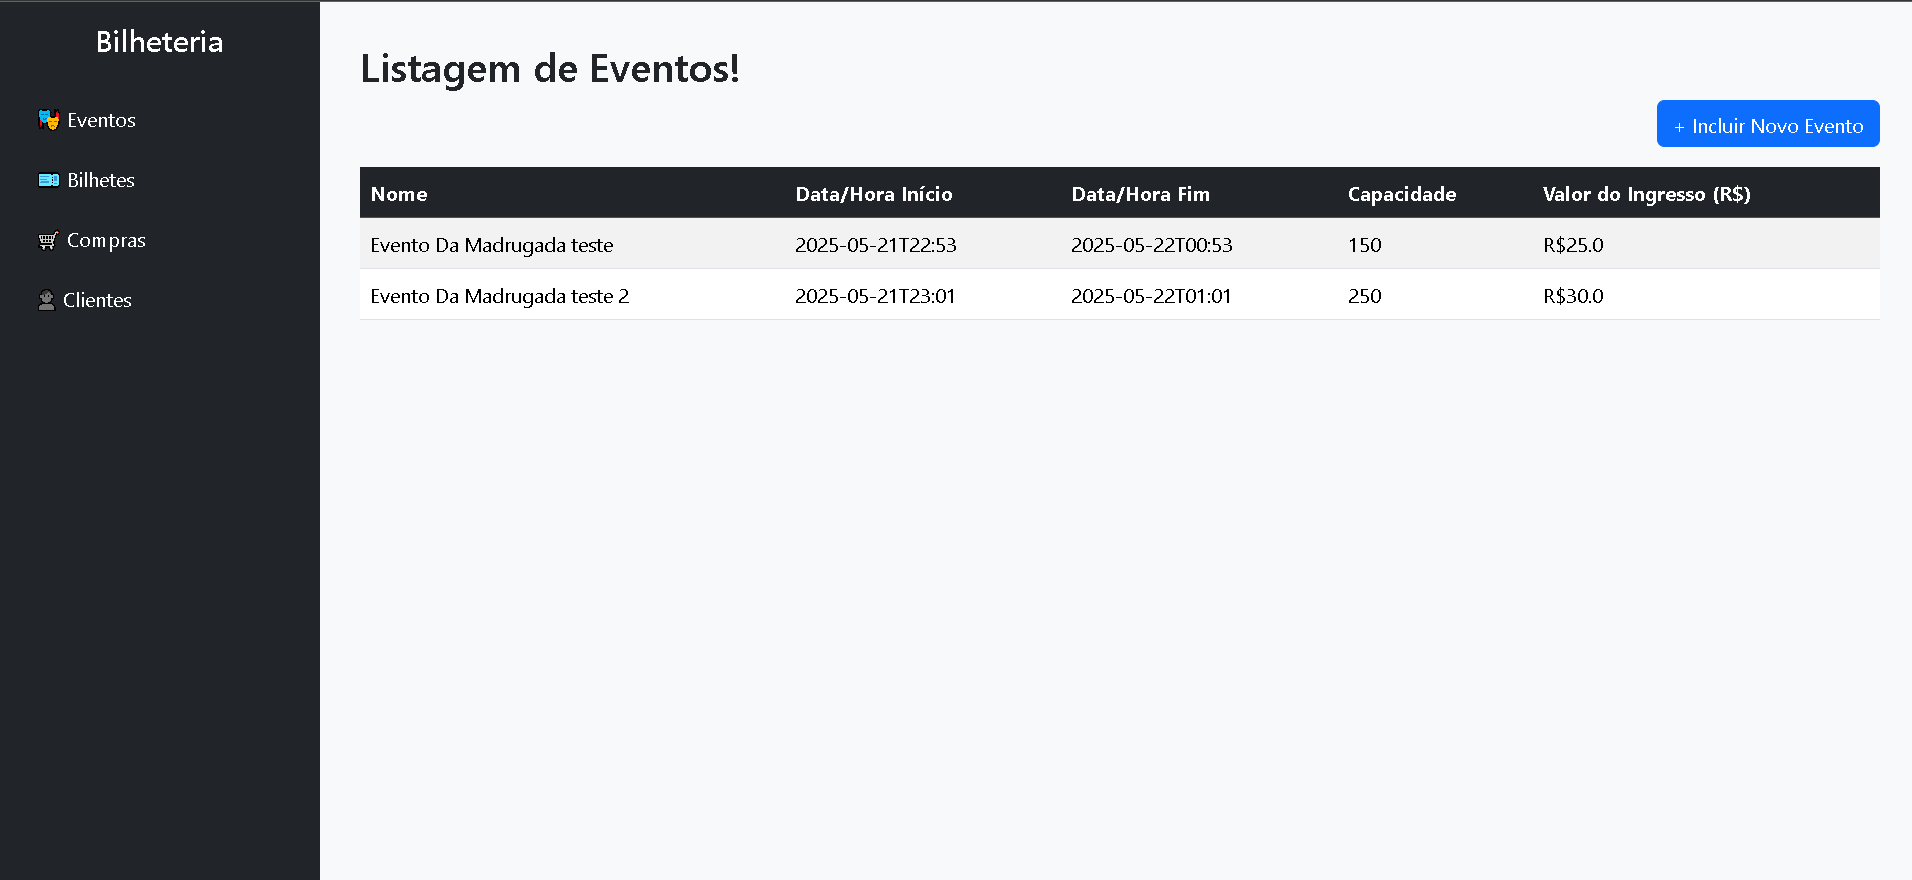 Bilheteria
Eventos
Bilhetes
Compras
Clientes
Listagem de Eventos!
+ Incluir Novo Evento
Nome Data/Hora Início Data/Hora Fim Capacidade Valor do Ingresso (R$)
Evento Da Madrugada teste 2025-05-21T22:53 2025-05-22T00:53 150 R$25.0
Evento Da Madrugada teste 2 2025-05-21T23:01 2025-05-22T01:01 250 R$30.0